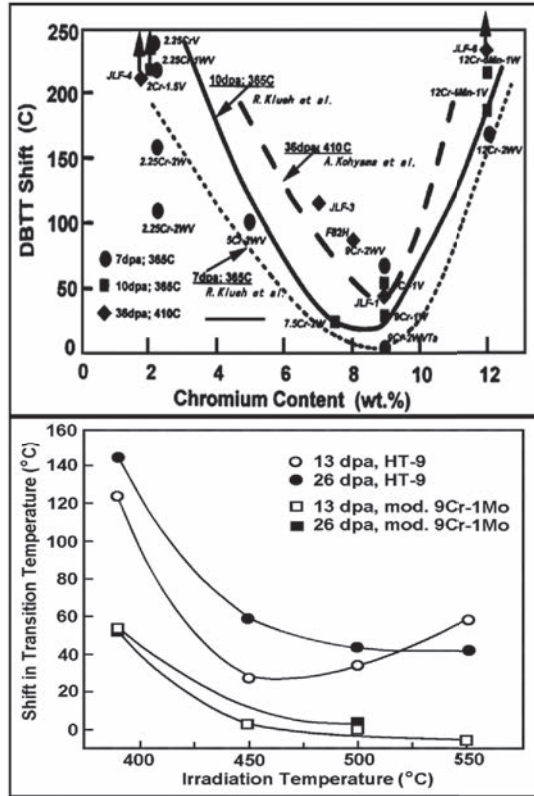 DBTT Shift (C)
250
200
150
100
50
0
0
2
4
6
8
10
12
Chromium Content (wt.%)
2.25CrV
2.25Cr-1WV
JLF-4
2Cr-1.5V
2.25Cr-2W
2.25Cr-2WV
10dpa; 365C
R. Klueh et al.
36dpa; 410C
A. Kohyama et al.
JLF-3
F82H
9Cr-2WV
5Cr-2WV
7dpa; 365C
R. Klueh et al.
JLF-1
7.5Cr-2W
9Cr-1W
9Cr-2WVTa
JLF-5
12Cr-6Mn-1W
12Cr-6Mn-1V
12Cr-2WV
7dpa; 365C
10dpa; 365C
36dpa; 410C
Shift in Transition Temperature (°C)
160
140
120
100
80
60
40
20
0
400
450
500
550
Irradiation Temperature (°C)
13 dpa, HT-9
26 dpa, HT-9
13 dpa, mod. 9Cr-1Mo
26 dpa, mod. 9Cr-1Mo